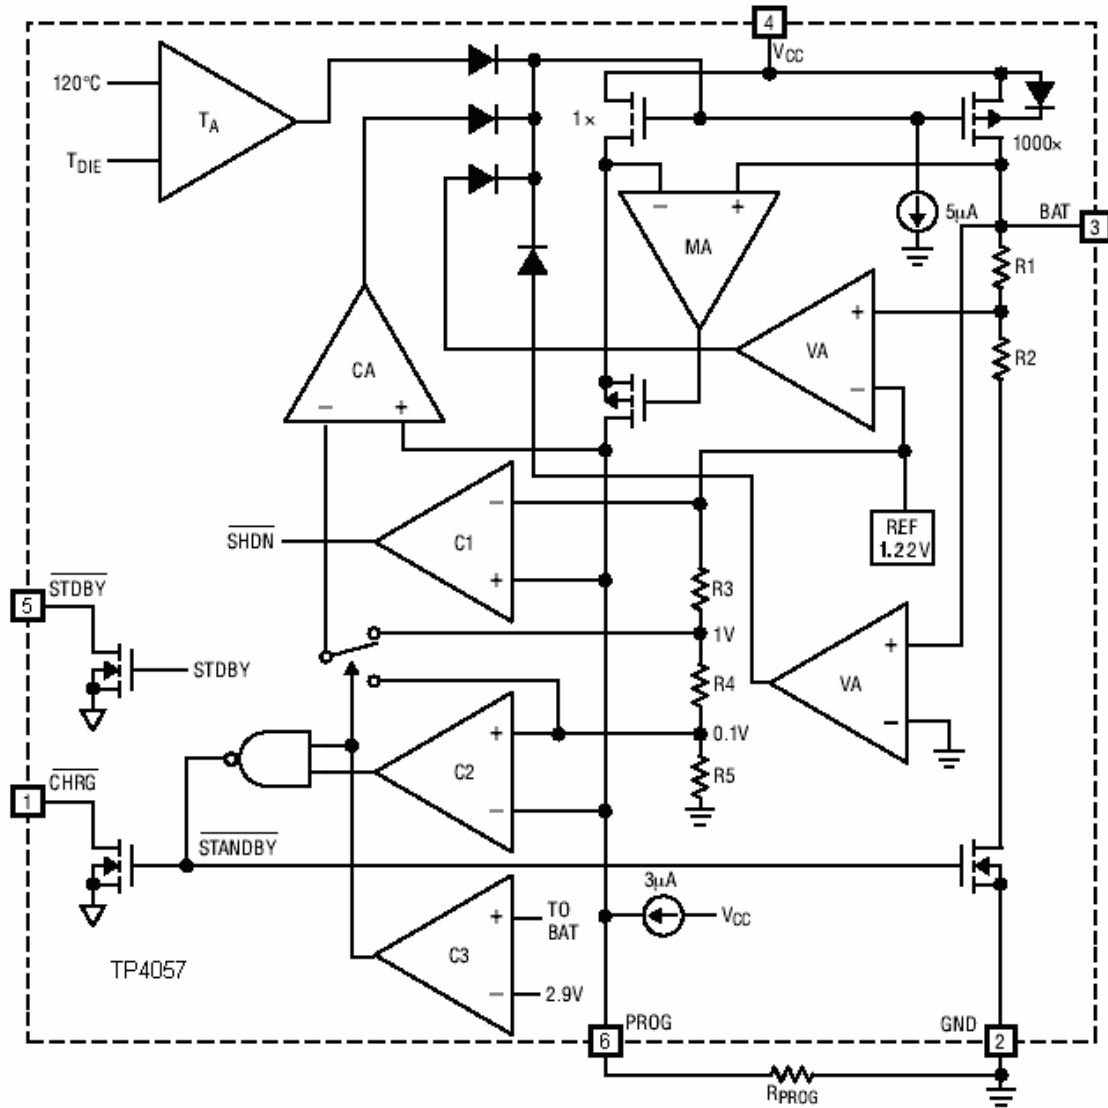 4
VCC
120°C
TA
TDIE
1×
1000×
− +
MA
5µA
BAT
3
R1
+
VA
−
R2
CA
− +
REF
1.22V
−
SHDN
C1
+
R3
STDBY
5
1V
STDBY
R4
+
VA
−
+
0.1V
C2
R5
CHRG
1
−
STANDBY
3µA
VCC
+
TO
BAT
C3
TP4057
−
2.9V
PROG
6
GND
2
RPROG